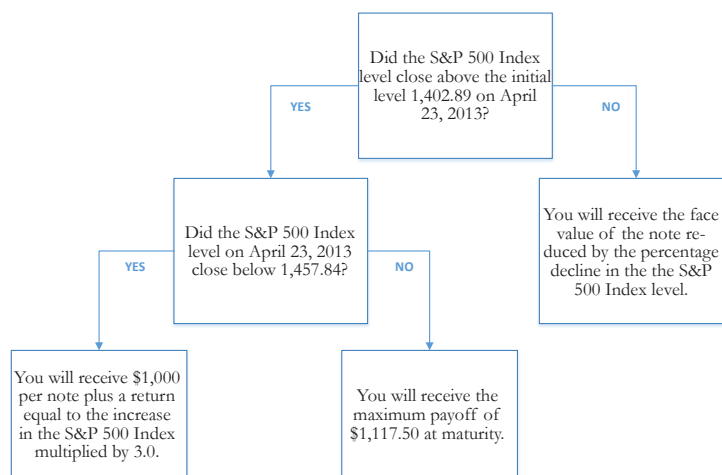 Did the S&P 500 Index
level close above the initial
level 1,402.89 on April
23, 2013?
YES
NO
Did the S&P 500 Index
level on April 23, 2013
close below 1,457.84?
You will receive the face
value of the note re-
duced by the percentage
decline in the the S&P
500 Index level.
YES
NO
You will receive $1,000
per note plus a return
equal to the increase
in the S&P 500 Index
multiplied by 3.0.
You will receive the
maximum payoff of
$1,117.50 at maturity.